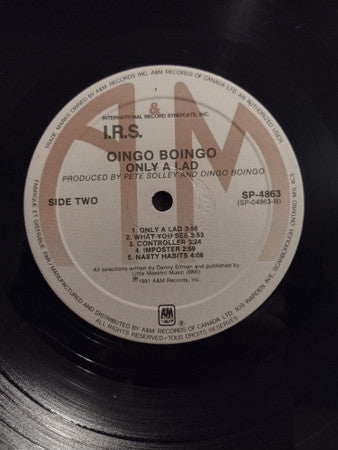 TRADE MARKS OWNED BY A&M RECORDS INC. A&M RECORDS OF CANADA LTD AN AUTHORIZED USER
&
A M
INTERNATIONAL RECORD SYNDICATE, INC.
I.R.S.
OINGO BOINGO
ONLY A LAD
PRODUCED BY PETE SOLLEY AND OINGO BOINGO
SIDE TWO
SP-4863
(SP-04863-B)
1. ONLY A LAD 3:56
2. WHAT YOU SEE 3:53
3. CONTROLLER 3:24
4. IMPOSTER 2:59
5. NASTY HABITS 4:06
All selections written by Danny Elfman and published by
Little Maestro Music (BMI)
℗1981 A&M Records, Inc.
A&M
RECORDS
FABRIQUE ET DISTRIBUE PAR/MANUFACTURED AND DISTRIBUTED BY A&M RECORDS OF CANADA LTD. 939 WARDEN AVE. SCARBOROUGH ONTARIO M1L 4C5
ALL RIGHTS RESERVED/TOUS DROITS RESERVES